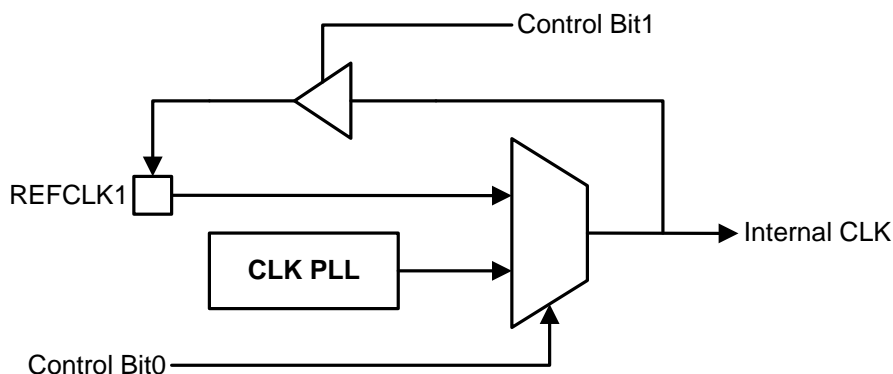 Control Bit1
REFCLK1
Internal CLK
CLK PLL
Control Bit0